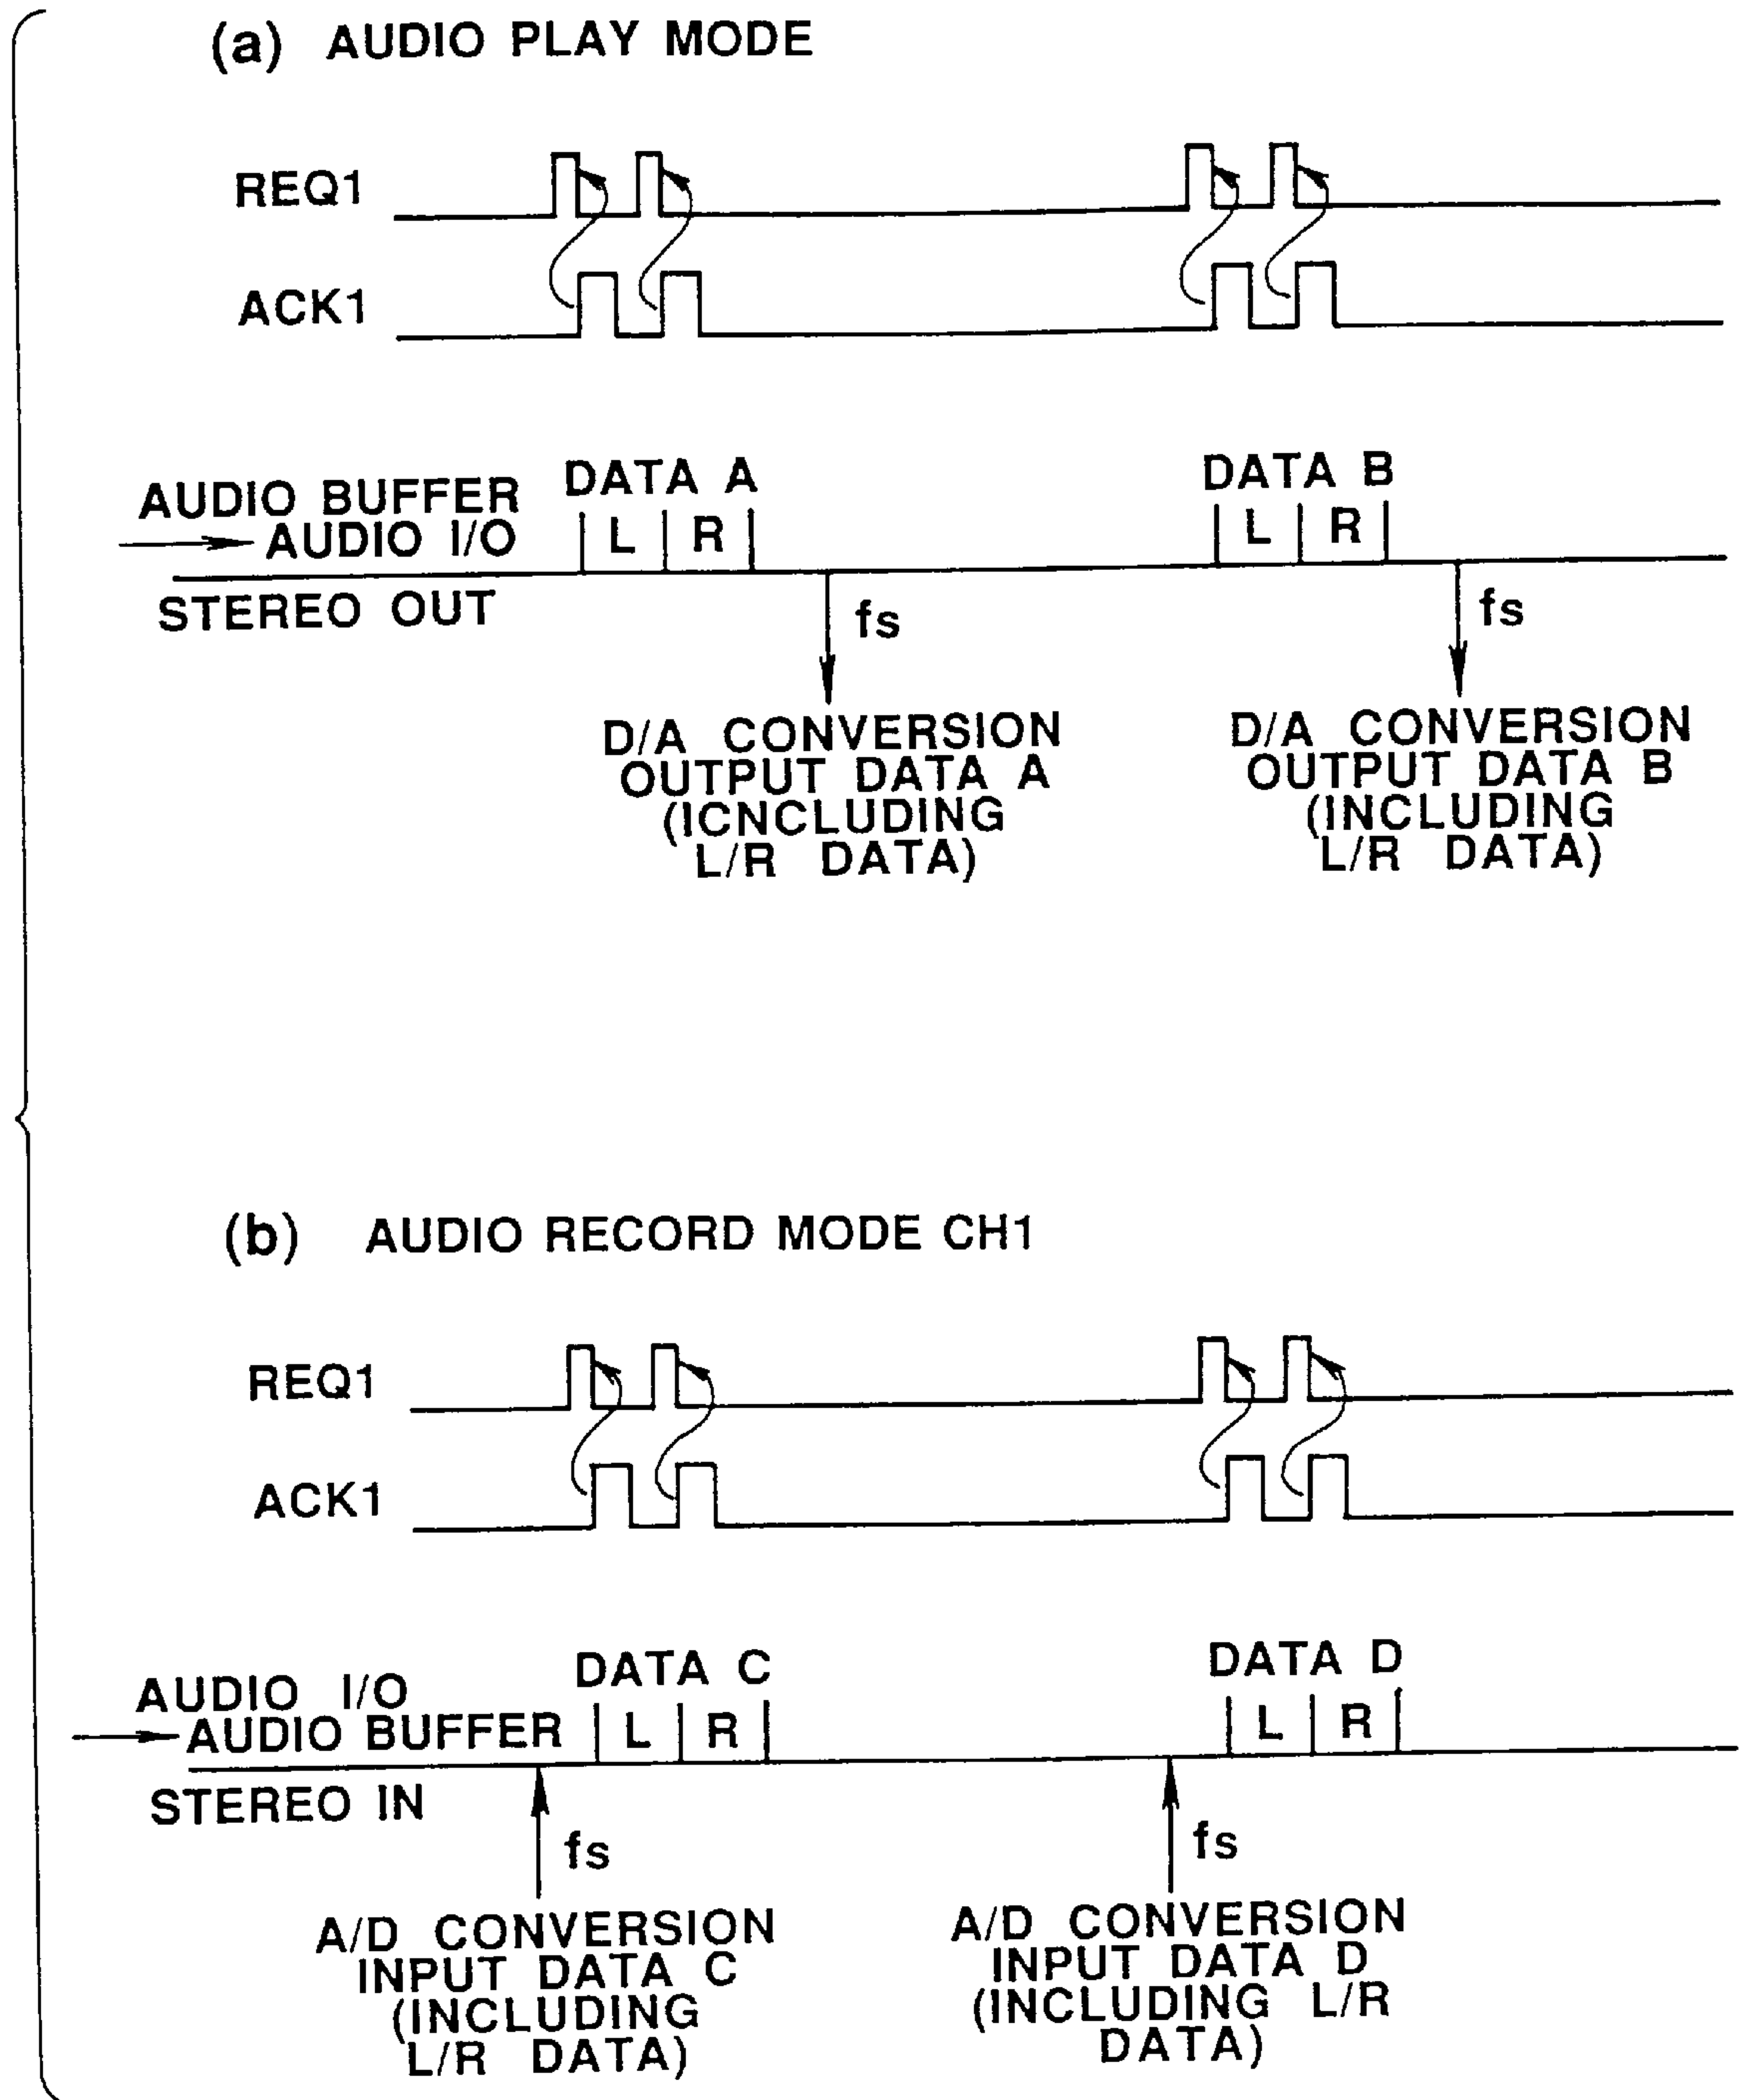 (a) AUDIO PLAY MODE
REQ1
ACK1
DATA A
DATA B
AUDIO BUFFER
AUDIO I/O
L R
L R
STEREO OUT
fs
fs
D/A CONVERSION
OUTPUT DATA A
(ICNCLUDING
L/R DATA)
D/A CONVERSION
OUTPUT DATA B
(INCLUDING
L/R DATA)
(b) AUDIO RECORD MODE CH1
REQ1
ACK1
DATA C
DATA D
AUDIO I/O
AUDIO BUFFER
L R
L R
STEREO IN
fs
fs
A/D CONVERSION
INPUT DATA C
(INCLUDING
L/R DATA)
A/D CONVERSION
INPUT DATA D
(INCLUDING L/R
DATA)